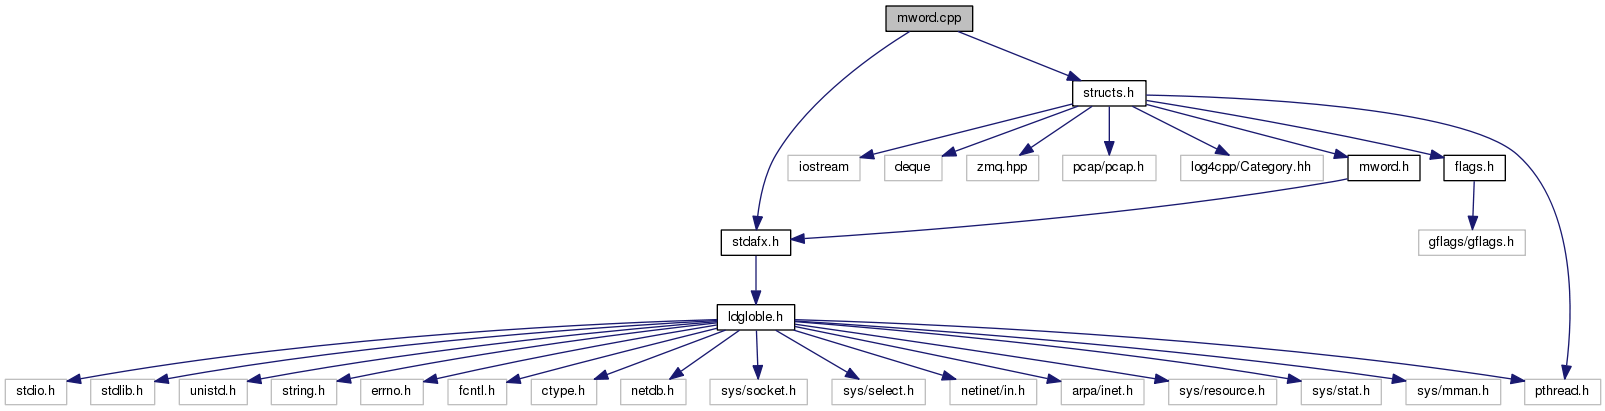 mword.cpp
structs.h
iostream
deque
zmq.hpp
pcap/pcap.h
log4cpp/Category.hh
mword.h
flags.h
stdafx.h
gflags/gflags.h
ldgloble.h
stdio.h
stdlib.h
unistd.h
string.h
errno.h
fcntl.h
ctype.h
netdb.h
sys/socket.h
sys/select.h
netinet/in.h
arpa/inet.h
sys/resource.h
sys/stat.h
sys/mman.h
pthread.h